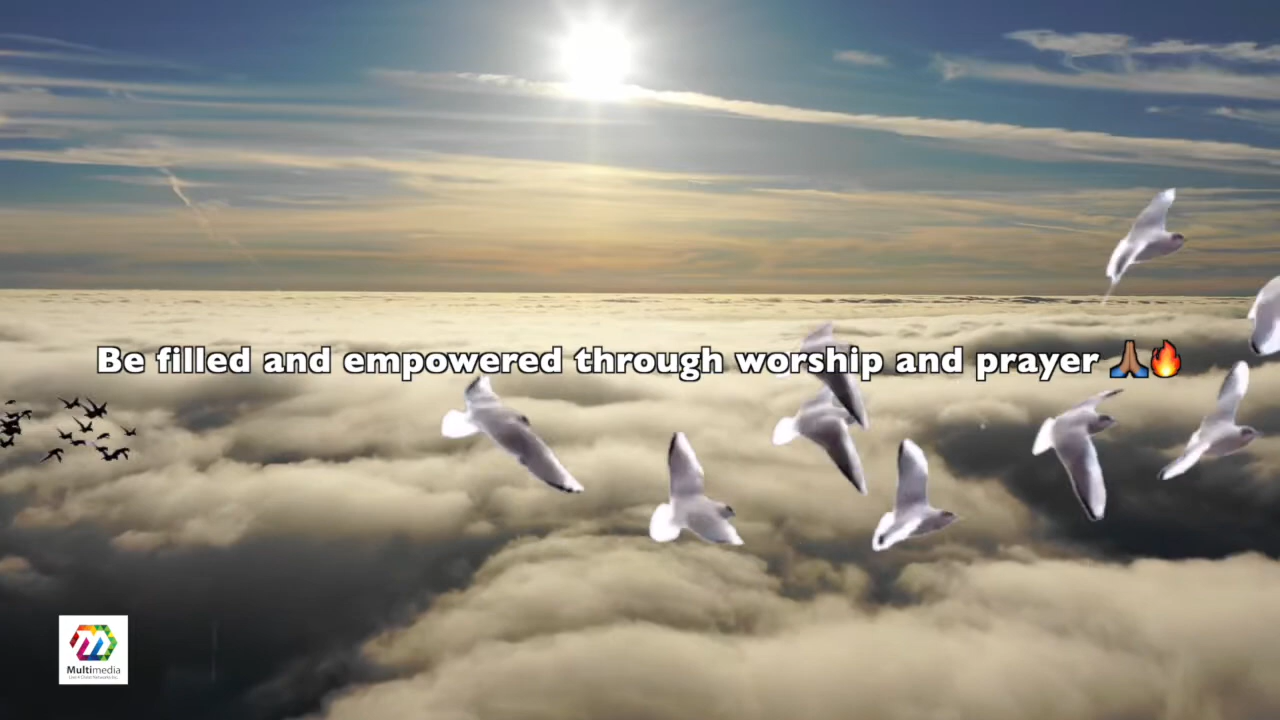 Be filled and empowered through worship and prayer 🙏🏽🔥
Multimedia